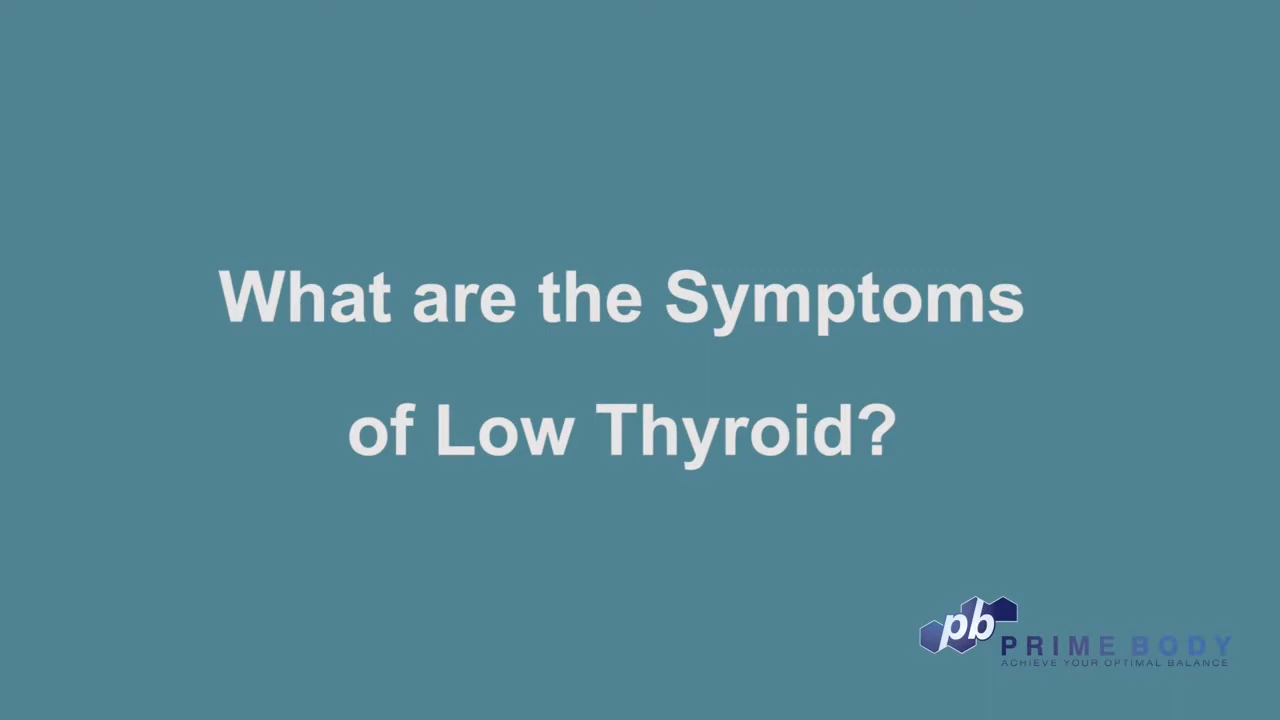 What are the Symptoms
of Low Thyroid?
pb
PRIME BODY
ACHIEVE YOUR OPTIMAL BALANCE